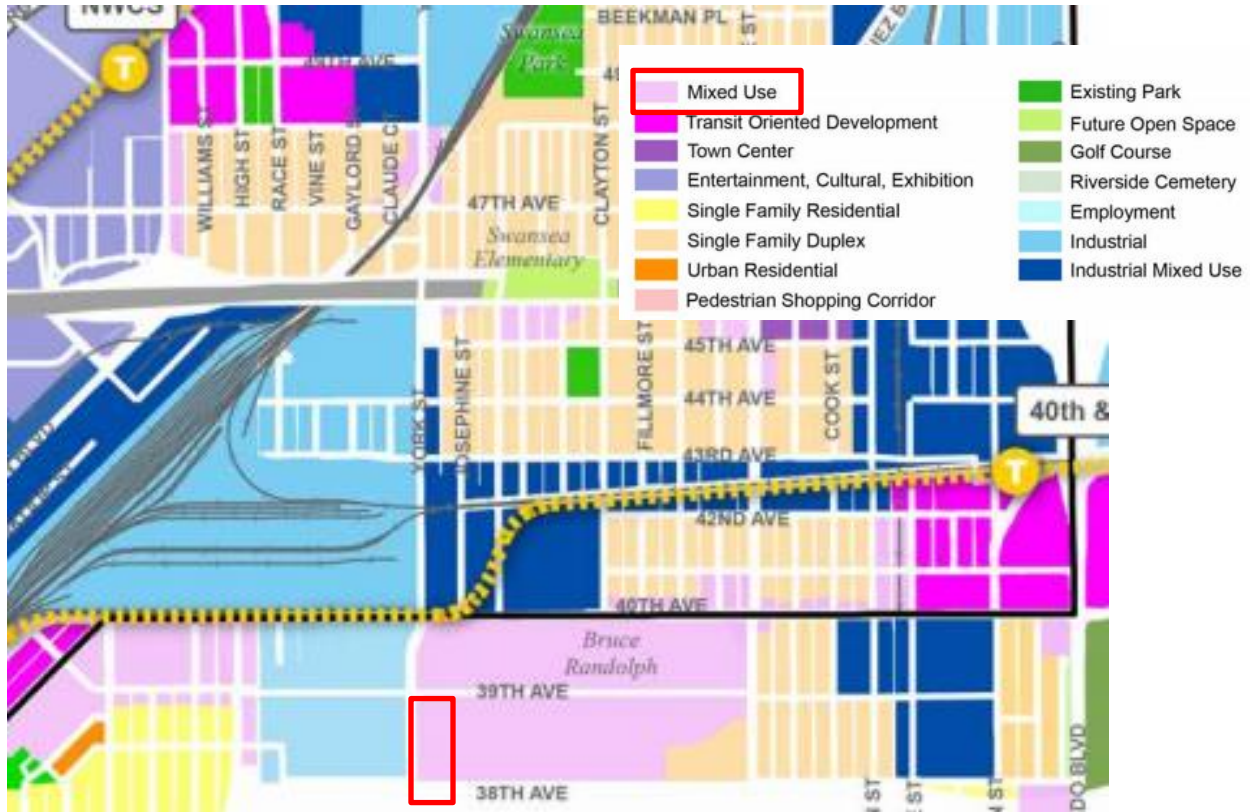 NWCS
BEEKMAN PL
Swansea
Park
T
49TH AVE
WILLIAMS ST
HIGH ST
RACE ST
VINE ST
GAYLORD ST
CLAUDE CT
CLAYTON ST
47TH AVE
Swansea
Elementary
Mixed Use
Transit Oriented Development
Town Center
Entertainment, Cultural, Exhibition
Single Family Residential
Single Family Duplex
Urban Residential
Pedestrian Shopping Corridor
Existing Park
Future Open Space
Golf Course
Riverside Cemetery
Employment
Industrial
Industrial Mixed Use
45TH AVE
44TH AVE
YORK ST
JOSEPHINE ST
FILLMORE ST
COOK ST
40th &
43RD AVE
T
42ND AVE
40TH AVE
Bruce
Randolph
39TH AVE
38TH AVE